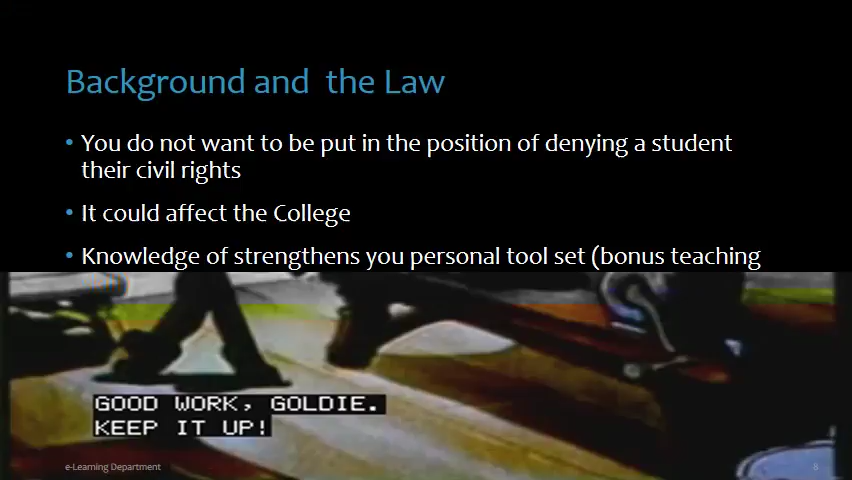 Background and  the Law
• You do not want to be put in the position of denying a student
their civil rights
• It could affect the College
• Knowledge of strengthens you personal tool set (bonus teaching
GOOD WORK, GOLDIE.
KEEP IT UP!
e-Learning Department
8